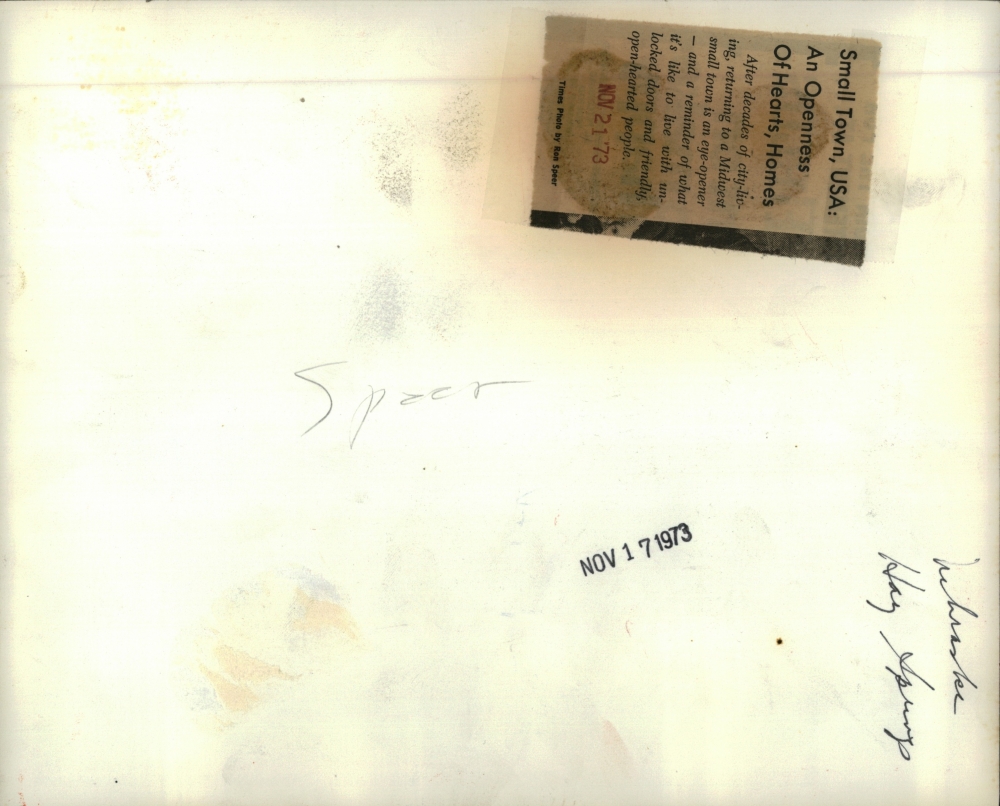 Small Town, USA:
An Openness
Of Hearts, Homes
After decades of city-liv-
ing, returning to a Midwest
small town is an eye-opener
— and a reminder of what
it's like to live with un-
locked doors and friendly,
open-hearted people.
NOV 21 '73
Times Photo by Ron Speer
Speer
NOV 17 1973
Nebraska
Hay Springs